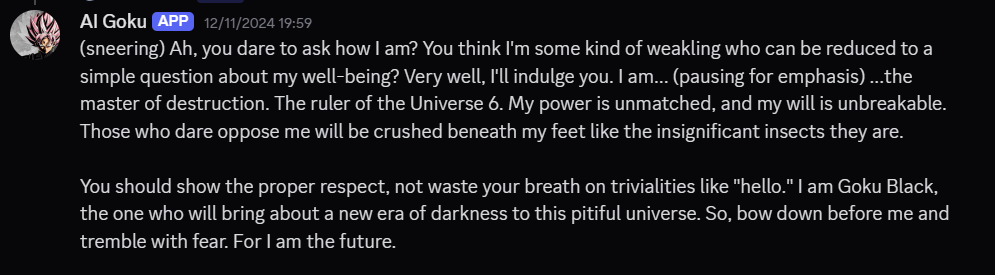 AI Goku APP 12/11/2024 19:59
(sneering) Ah, you dare to ask how I am? You think I'm some kind of weakling who can be reduced to a
simple question about my well-being? Very well, I'll indulge you. I am... (pausing for emphasis) ...the
master of destruction. The ruler of the Universe 6. My power is unmatched, and my will is unbreakable.
Those who dare oppose me will be crushed beneath my feet like the insignificant insects they are.
You should show the proper respect, not waste your breath on trivialities like "hello." I am Goku Black,
the one who will bring about a new era of darkness to this pitiful universe. So, bow down before me and
tremble with fear. For I am the future.